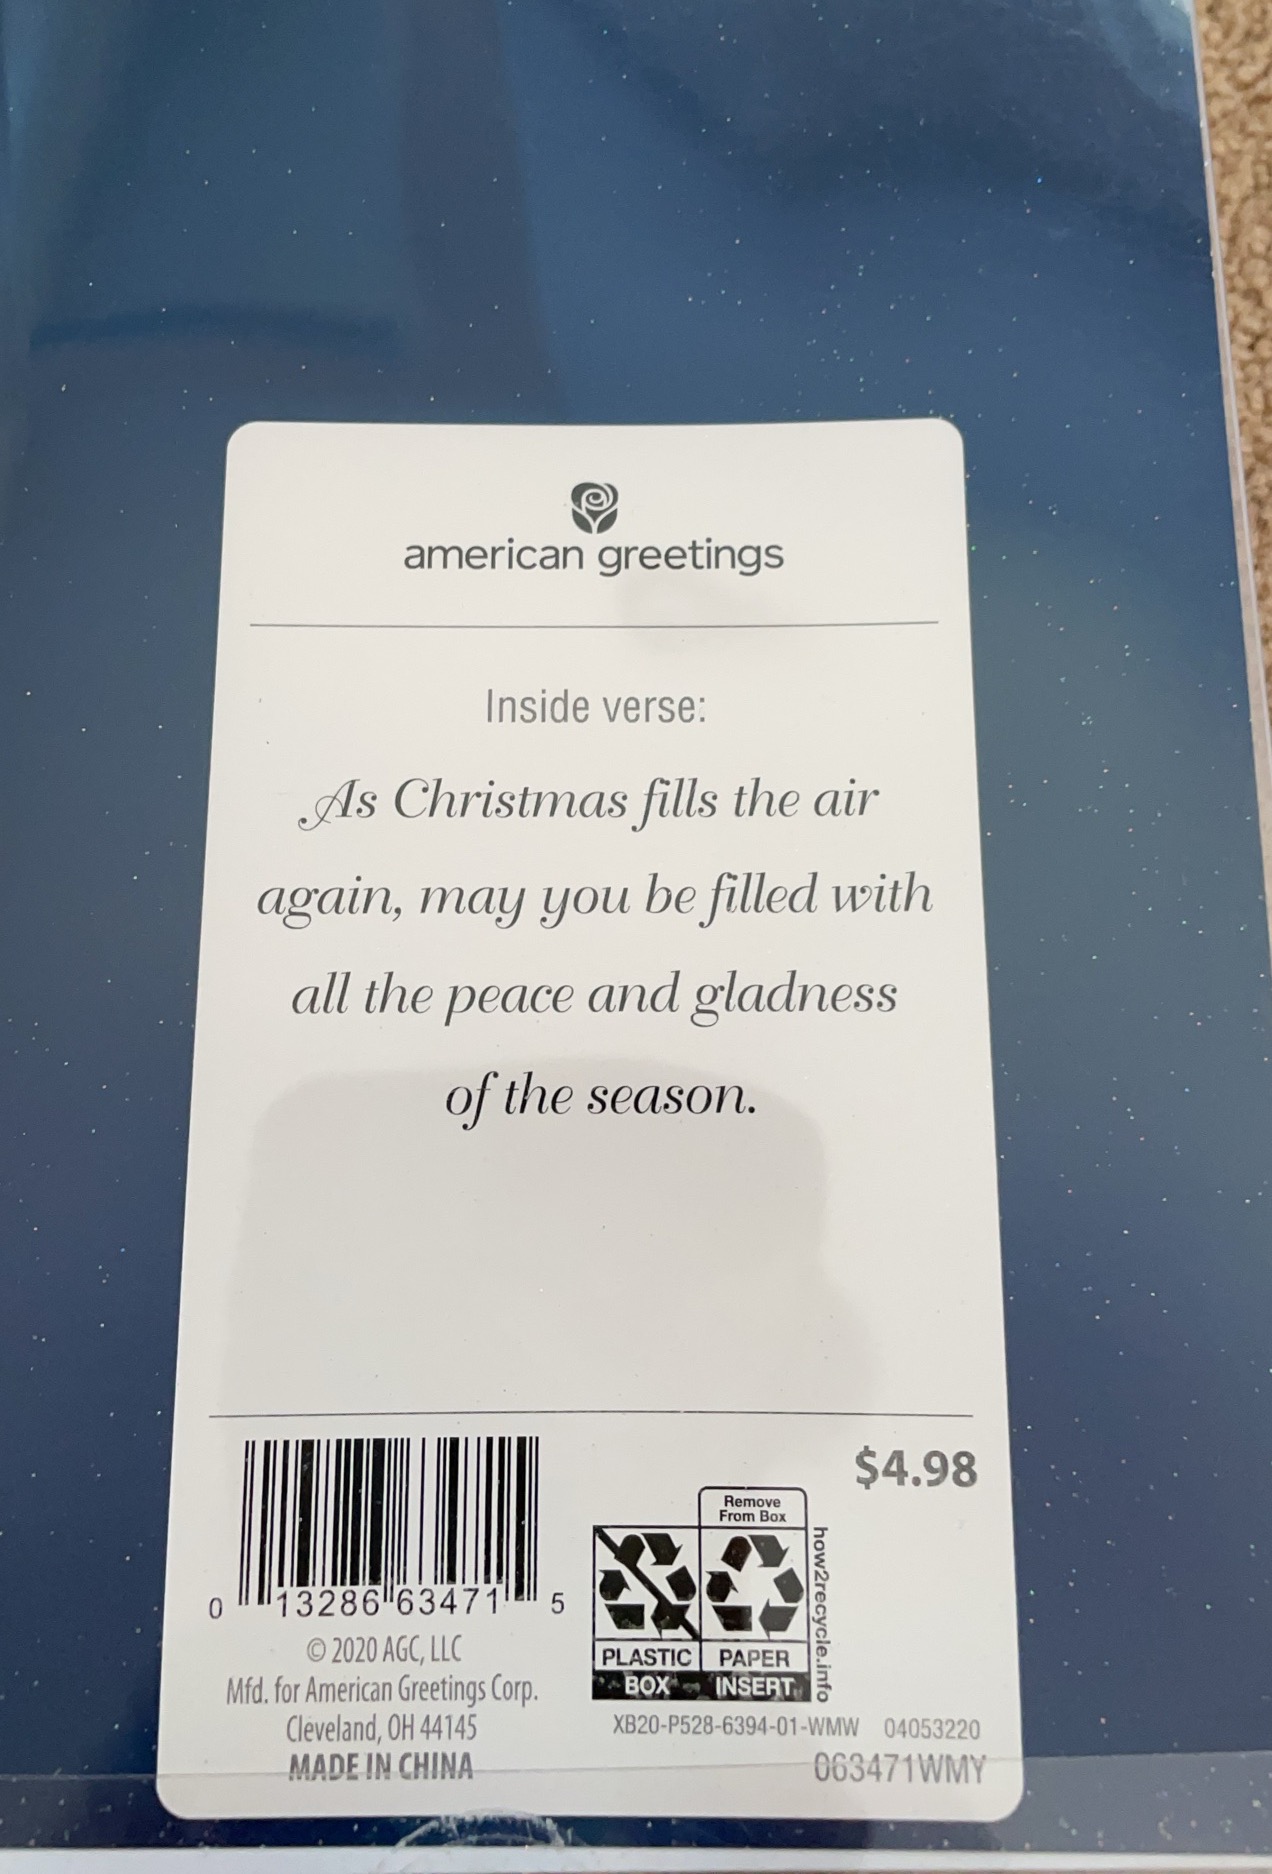 american greetings
Inside verse:
As Christmas fills the air
again, may you be filled with
all the peace and gladness
of the season.
$4.98
Remove
From Box
how2recycle.info
PLASTIC PAPER
BOX INSERT
0 13286 63471 5
© 2020 AGC, LLC
Mfd. for American Greetings Corp.
Cleveland, OH 44145
MADE IN CHINA
XB20-P528-6394-01-WMW 04053220
063471WMY